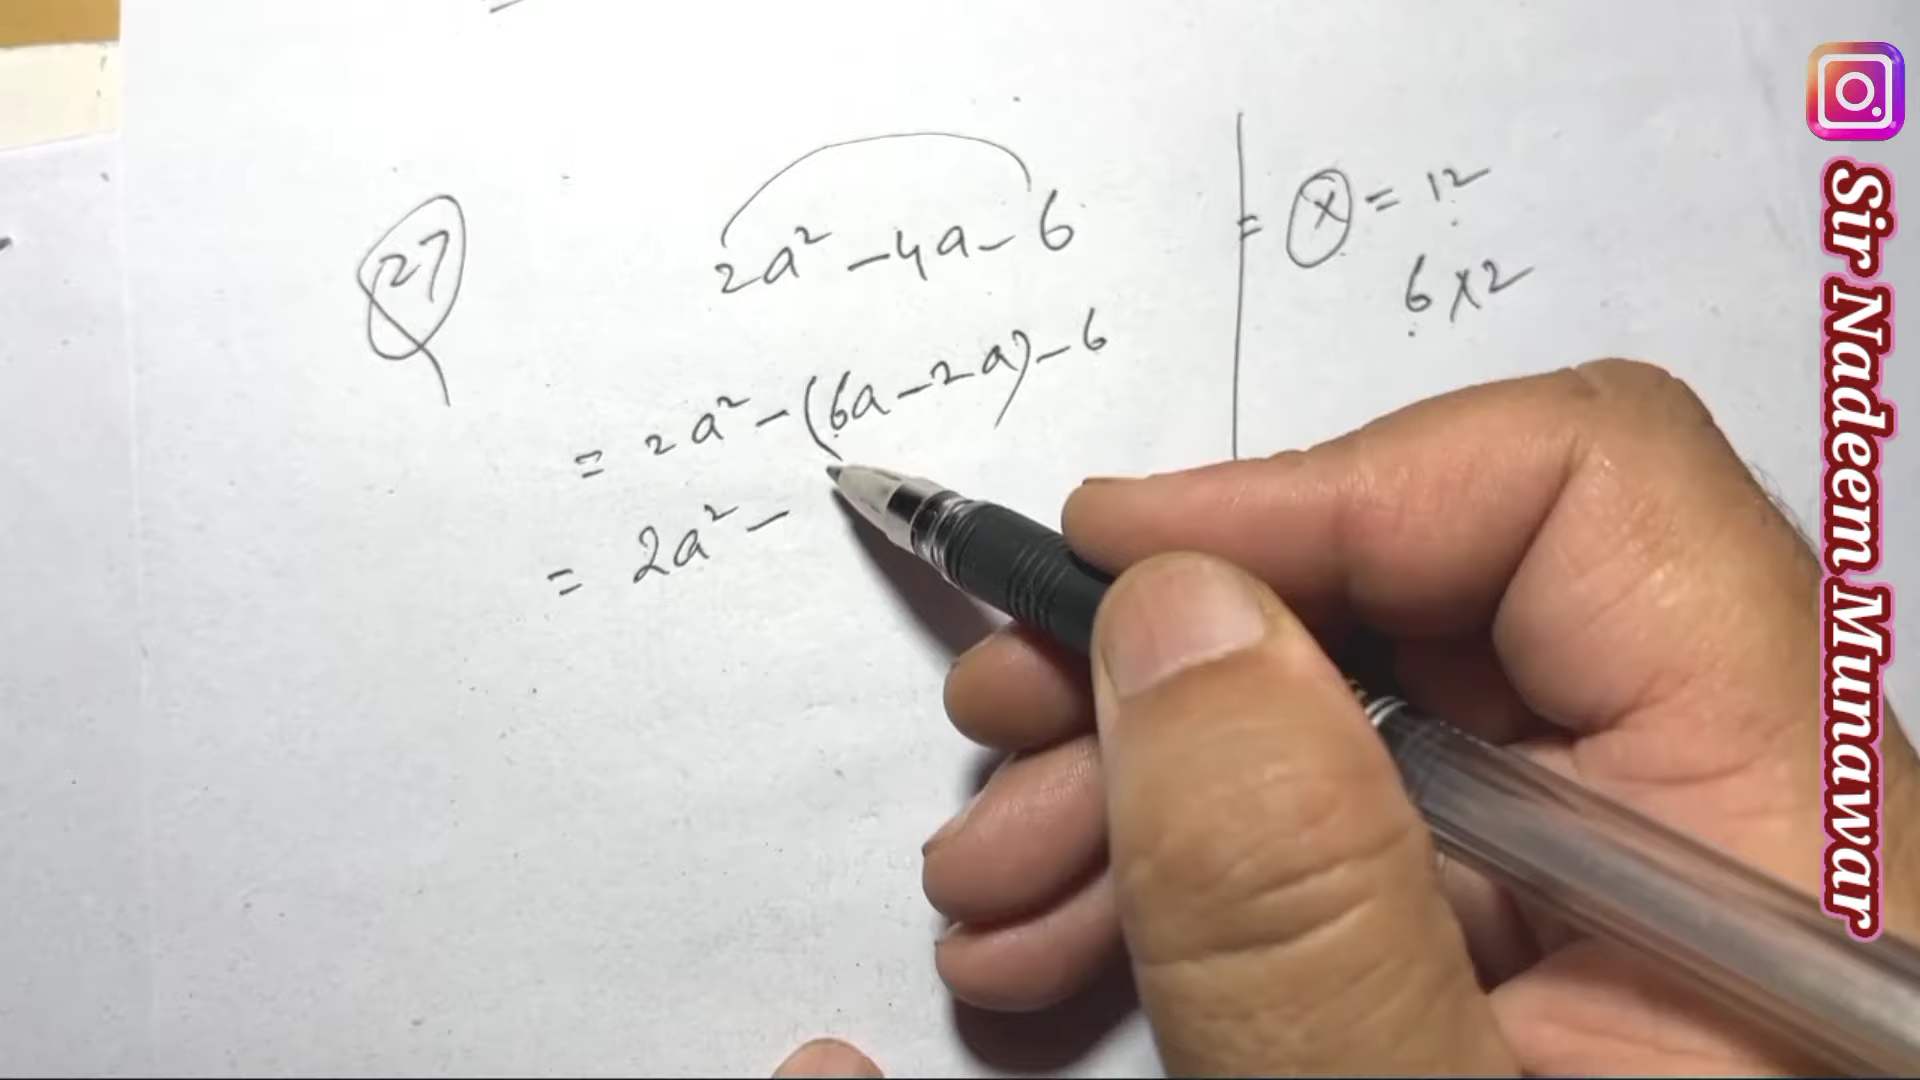 27
2a² - 4a - 6
= 2a² - (6a - 2a) - 6
= 2a² -
= x = 12
6 x 2
Sir Nadeem Munawar